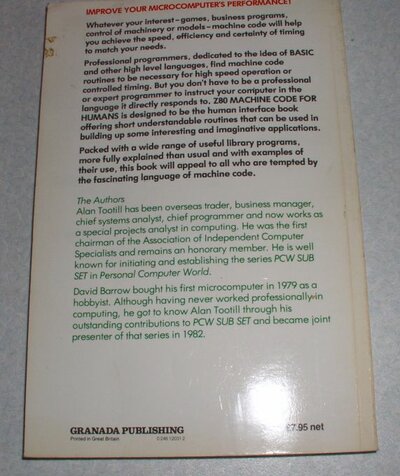 IMPROVE YOUR MICROCOMPUTER'S PERFORMANCE!
Whatever your interest – games, business programs,
control of machinery or models – machine code will help
you achieve the speed, efficiency and certainty of timing
to match your needs.
Professional programmers, dedicated to the idea of BASIC
and other high level languages, find machine code
routines to be necessary for high speed operation or
controlled timing. But you don't have to be a professional
or expert programmer to instruct your computer in the
language it directly responds to. Z80 MACHINE CODE FOR
HUMANS is designed to be the human interface book
offering short understandable routines that can be used in
building up some interesting and imaginative applications.
Packed with a wide range of useful library programs,
more fully explained than usual and with examples of
their use, this book will appeal to all who are tempted by
the fascinating language of machine code.
The Authors
Alan Tootill has been overseas trader, business manager,
chief systems analyst, chief programmer and now works as
a special projects analyst in computing. He was the first
chairman of the Association of Independent Computer
Specialists and remains an honorary member. He is well
known for initiating and establishing the series PCW SUB
SET in Personal Computer World.
David Barrow bought his first microcomputer in 1979 as a
hobbyist. Although having never worked professionally in
computing, he got to know Alan Tootill through his
outstanding contributions to PCW SUB SET and became joint
presenter of that series in 1982.
GRANADA PUBLISHING
Printed in Great Britain 0 246 12031 2
£7.95 net